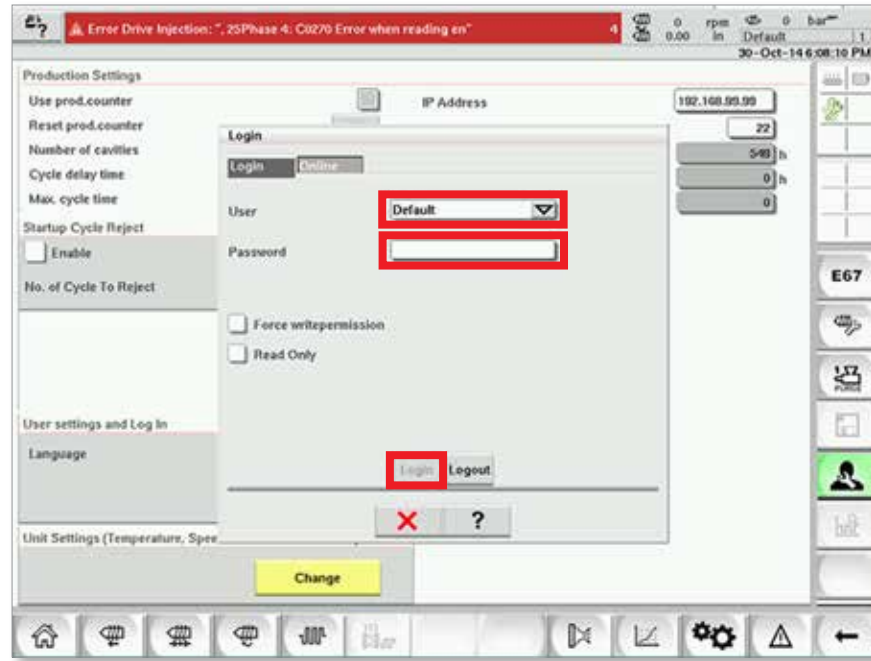 Error Drive Injection: ", 25Phase 4: C0270 Error when reading en" 4
0 rpm 0 bar
0.00 in Default 1
30-Oct-14 6:08:10 PM
Production Settings
Use prod.counter IP Address 192.168.99.99
Reset prod.counter 22
Number of cavities 548 h
Cycle delay time 0 h
Max. cycle time 0
Login
Login Online
User Default
Startup Cycle Reject
Enable
Password
No. of Cycle To Reject
Force writepermission
Read Only
E67
PURGE
User settings and Log In
Language
Login Logout
?
Unit Settings (Temperature, Spee
Change